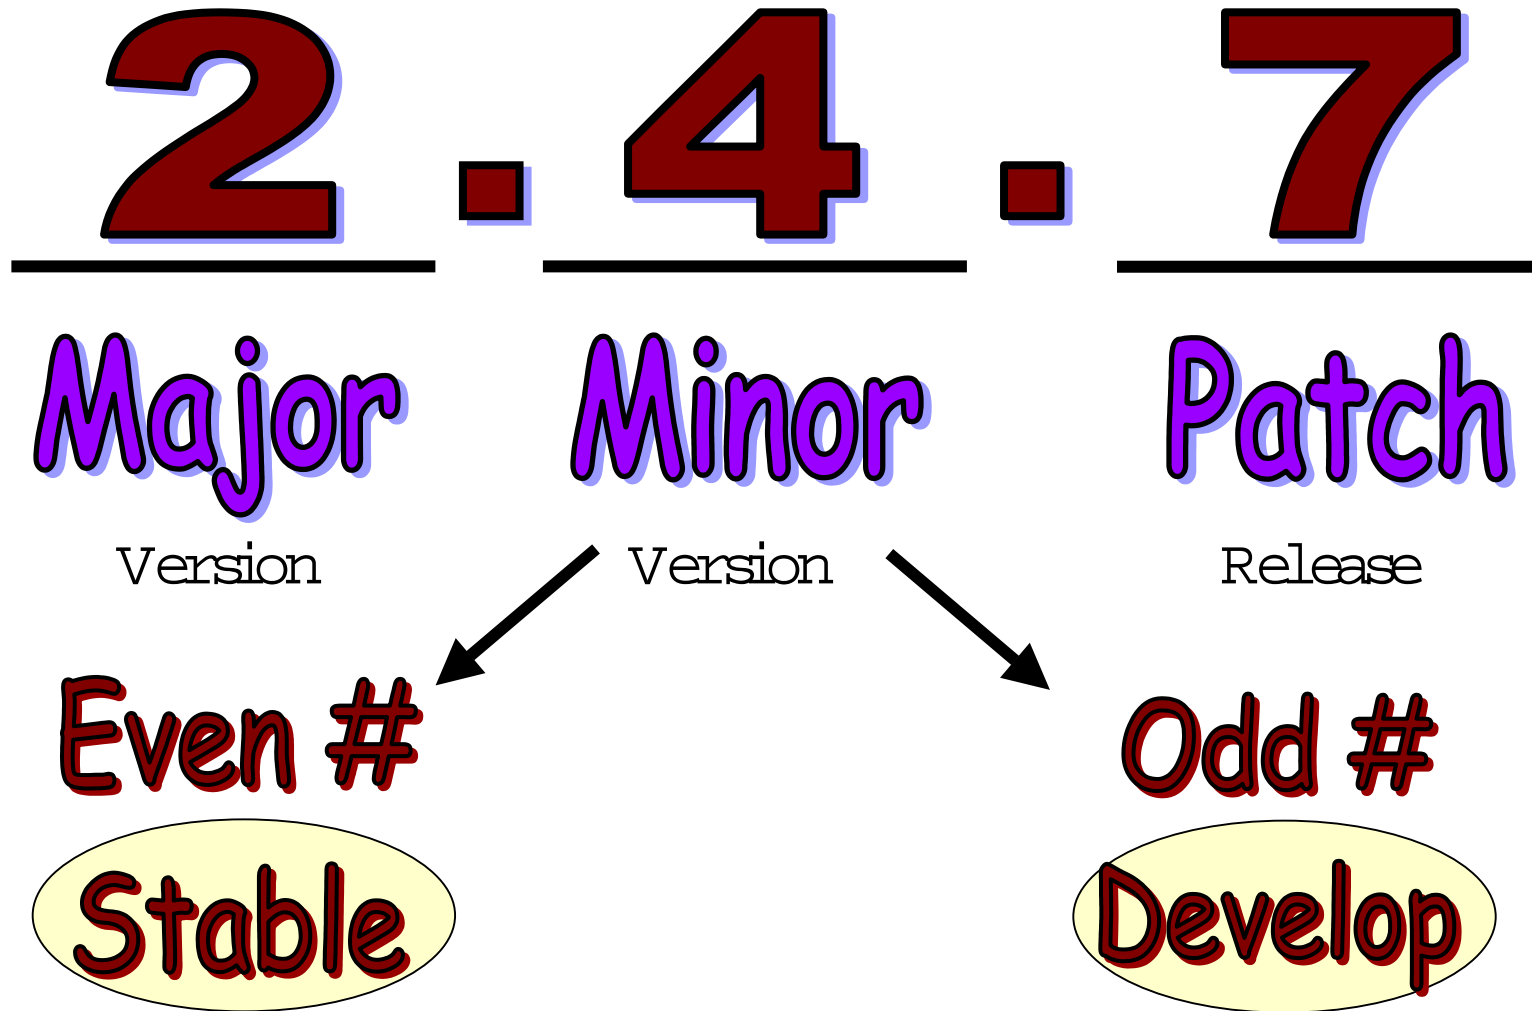 2.4.7
Major Minor Patch
Version Version Release
Even # Odd #
Stable Develop